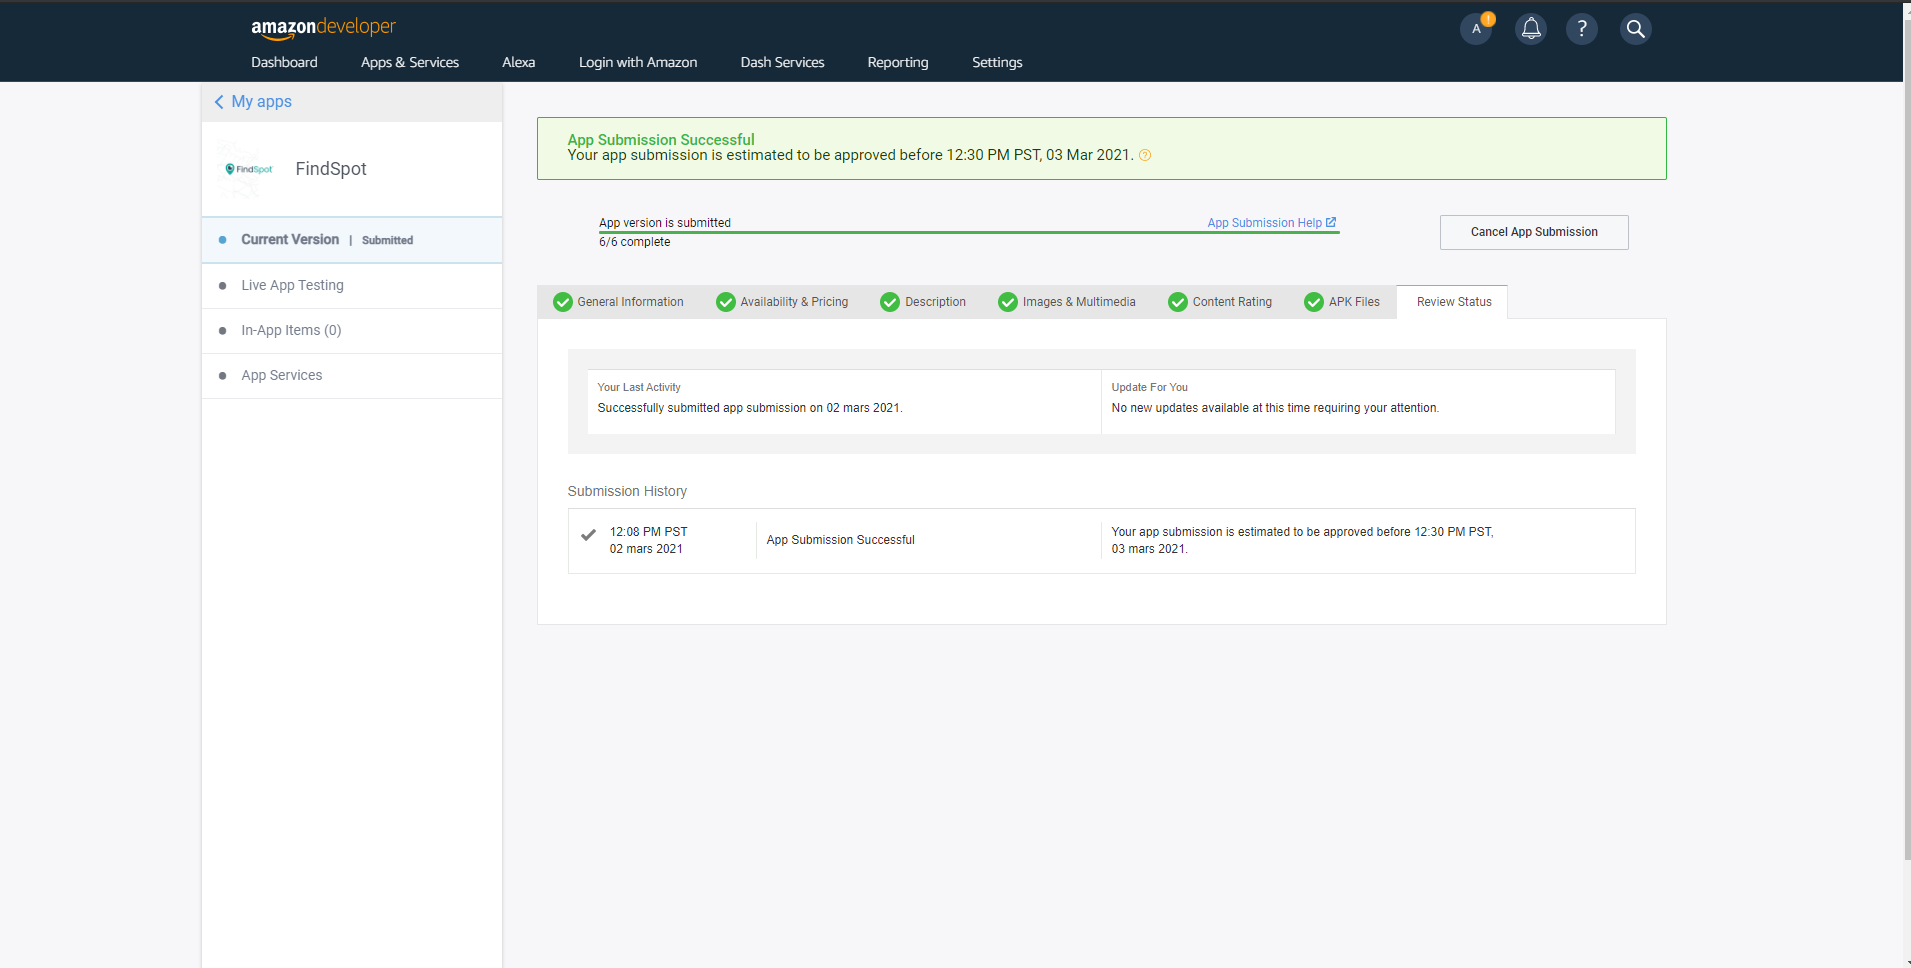 amazondeveloper
A
!
?
Dashboard Apps & Services Alexa Login with Amazon Dash Services Reporting Settings
My apps
FindSpot FindSpot
Current Version | Submitted
Live App Testing
In-App Items (0)
App Services
App Submission Successful
Your app submission is estimated to be approved before 12:30 PM PST, 03 Mar 2021. ?
App version is submitted App Submission Help
6/6 complete
Cancel App Submission
General Information Availability & Pricing Description Images & Multimedia Content Rating APK Files Review Status
Your Last Activity
Successfully submitted app submission on 02 mars 2021.
Update For You
No new updates available at this time requiring your attention.
Submission History
12:08 PM PST
02 mars 2021
App Submission Successful
Your app submission is estimated to be approved before 12:30 PM PST,
03 mars 2021.